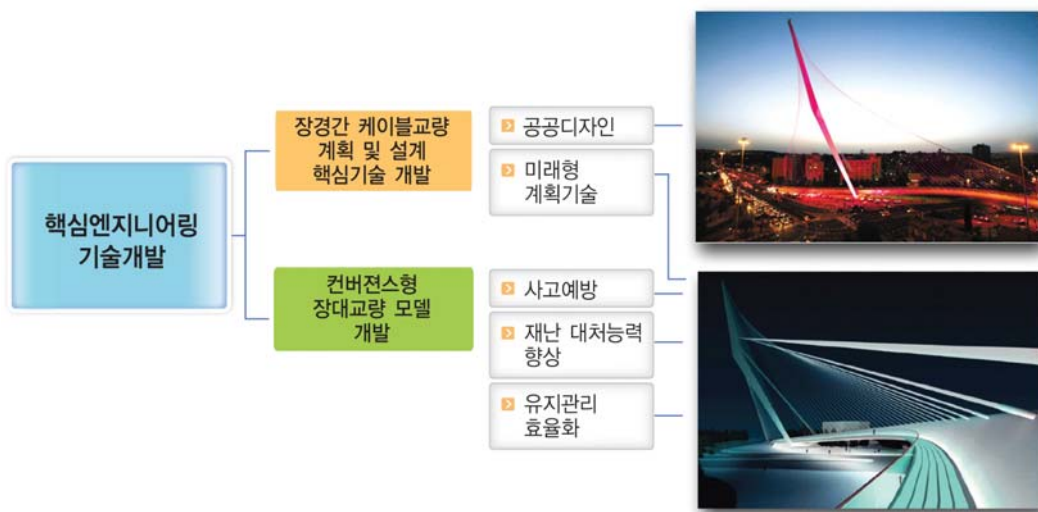 핵심엔지니어링
기술개발
장경간 케이블교량
계획 및 설계
핵심기술 개발
공공디자인
미래형
계획기술
컨버젼스형
장대교량 모델
개발
사고예방
재난 대처능력
향상
유지관리
효율화